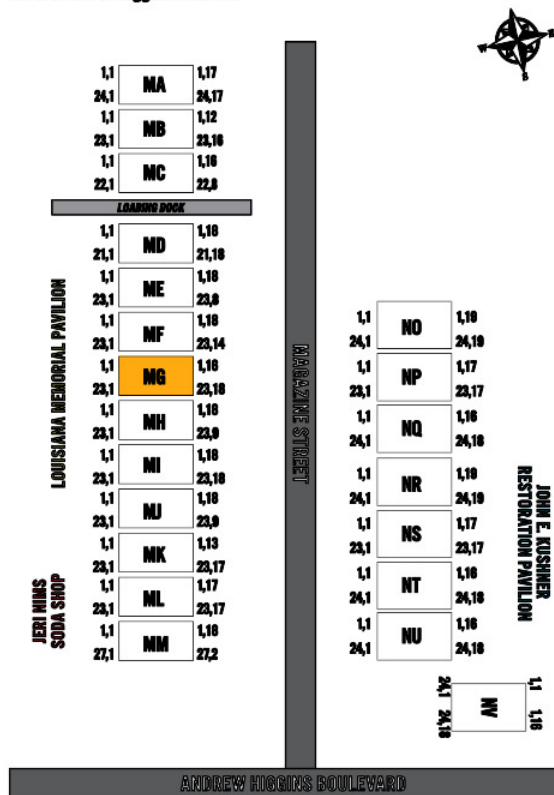 N
W E
S
1,1 1,17
MA
24,1 24,17
1,1 1,12
MB
23,1 23,16
1,1 1,16
MC
22,1 22,8
LOADING DOCK
1,1 1,18
MD
21,1 21,18
1,1 1,18
ME
23,1 23,8
1,1 1,18
MF
23,1 23,14
1,1 1,16
MG
23,1 23,18
1,1 1,18
MH
23,1 23,9
1,1 1,18
MI
23,1 23,18
1,1 1,18
MJ
23,1 23,9
1,1 1,13
MK
23,1 23,17
1,1 1,17
ML
23,1 23,17
1,1 1,18
MM
27,1 27,2
LOUISIANA MEMORIAL PAVILION
JERI NIMS
SODA SHOP
MAGAZINE STREET
1,1 1,19
NO
24,1 24,19
1,1 1,17
NP
23,1 23,17
1,1 1,16
NQ
24,1 24,18
1,1 1,19
NR
24,1 24,19
1,1 1,17
NS
23,1 23,17
1,1 1,16
NT
24,1 24,18
1,1 1,16
NU
24,1 24,18
JOHN E. KUSHNER
RESTORATION PAVILION
1,1 1,16
NV
24,1 24,18
ANDREW HIGGINS BOULEVARD